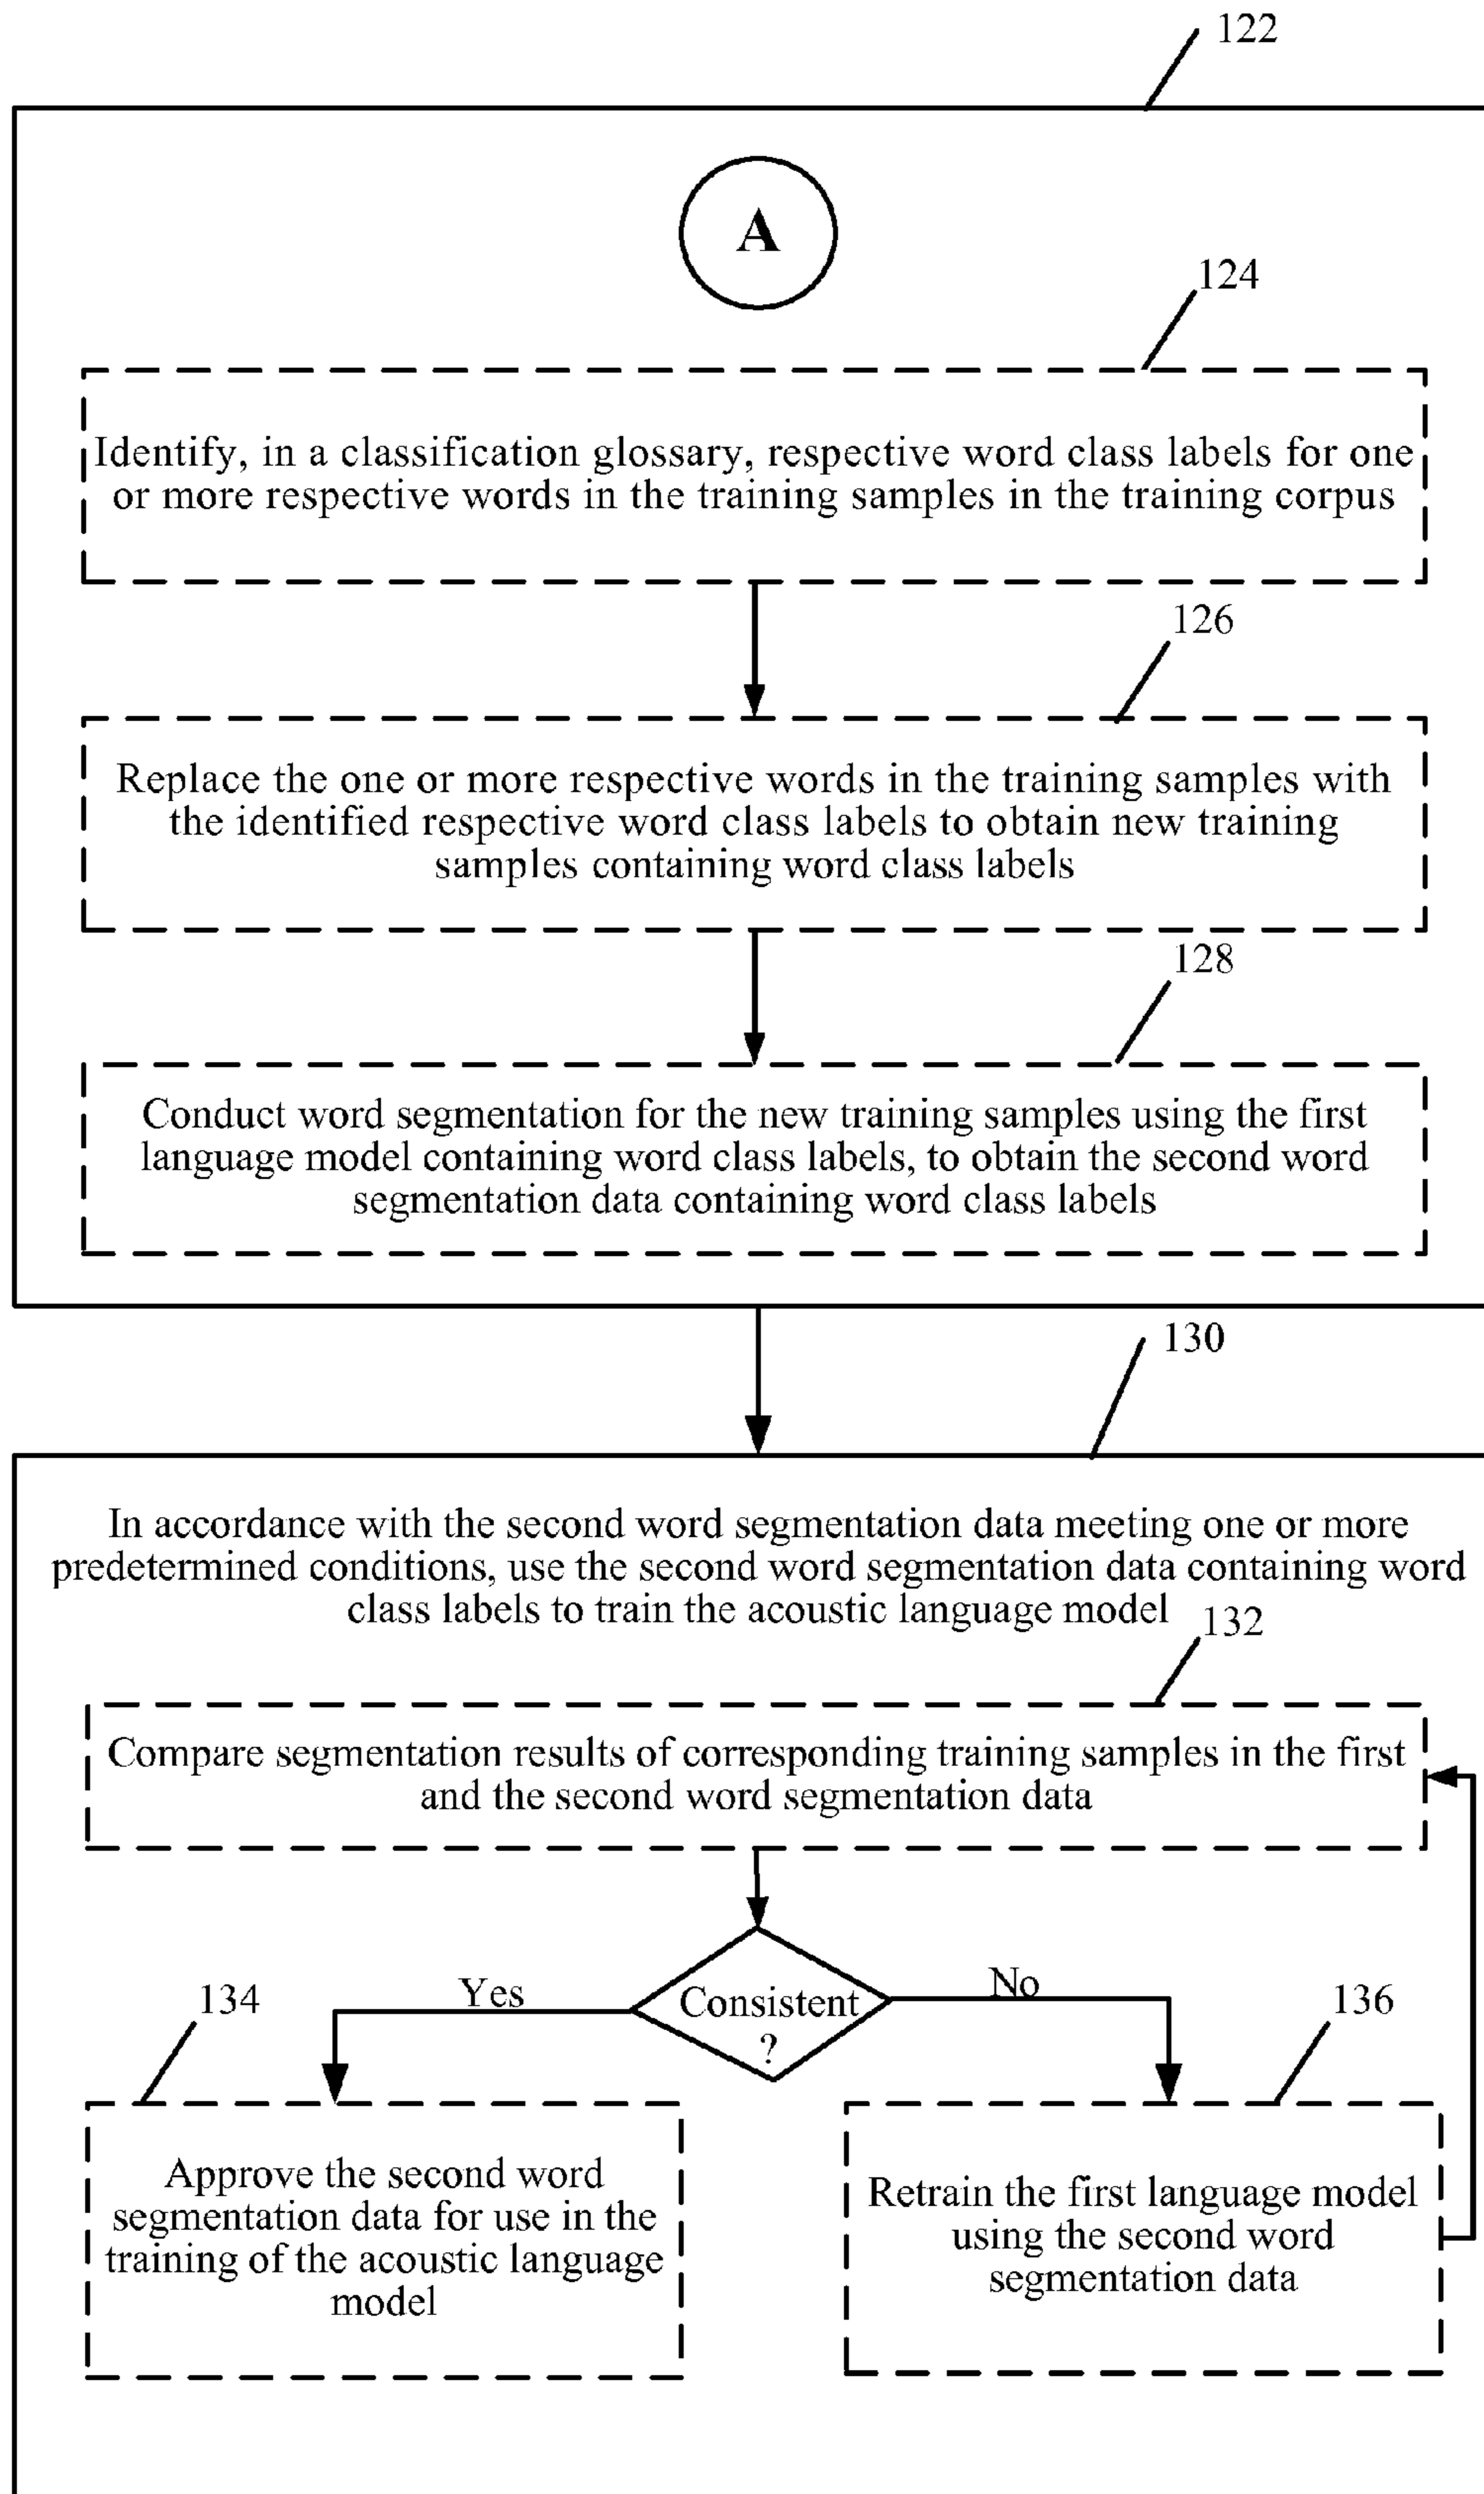 122
A
124
Identify, in a classification glossary, respective word class labels for one
or more respective words in the training samples in the training corpus
126
Replace the one or more respective words in the training samples with
the identified respective word class labels to obtain new training
samples containing word class labels
128
Conduct word segmentation for the new training samples using the first
language model containing word class labels, to obtain the second word
segmentation data containing word class labels
130
In accordance with the second word segmentation data meeting one or more
predetermined conditions, use the second word segmentation data containing word
class labels to train the acoustic language model
132
Compare segmentation results of corresponding training samples in the first
and the second word segmentation data
Consistent
?
Yes
No
134
Approve the second word
segmentation data for use in the
training of the acoustic language
model
136
Retrain the first language model
using the second word
segmentation data